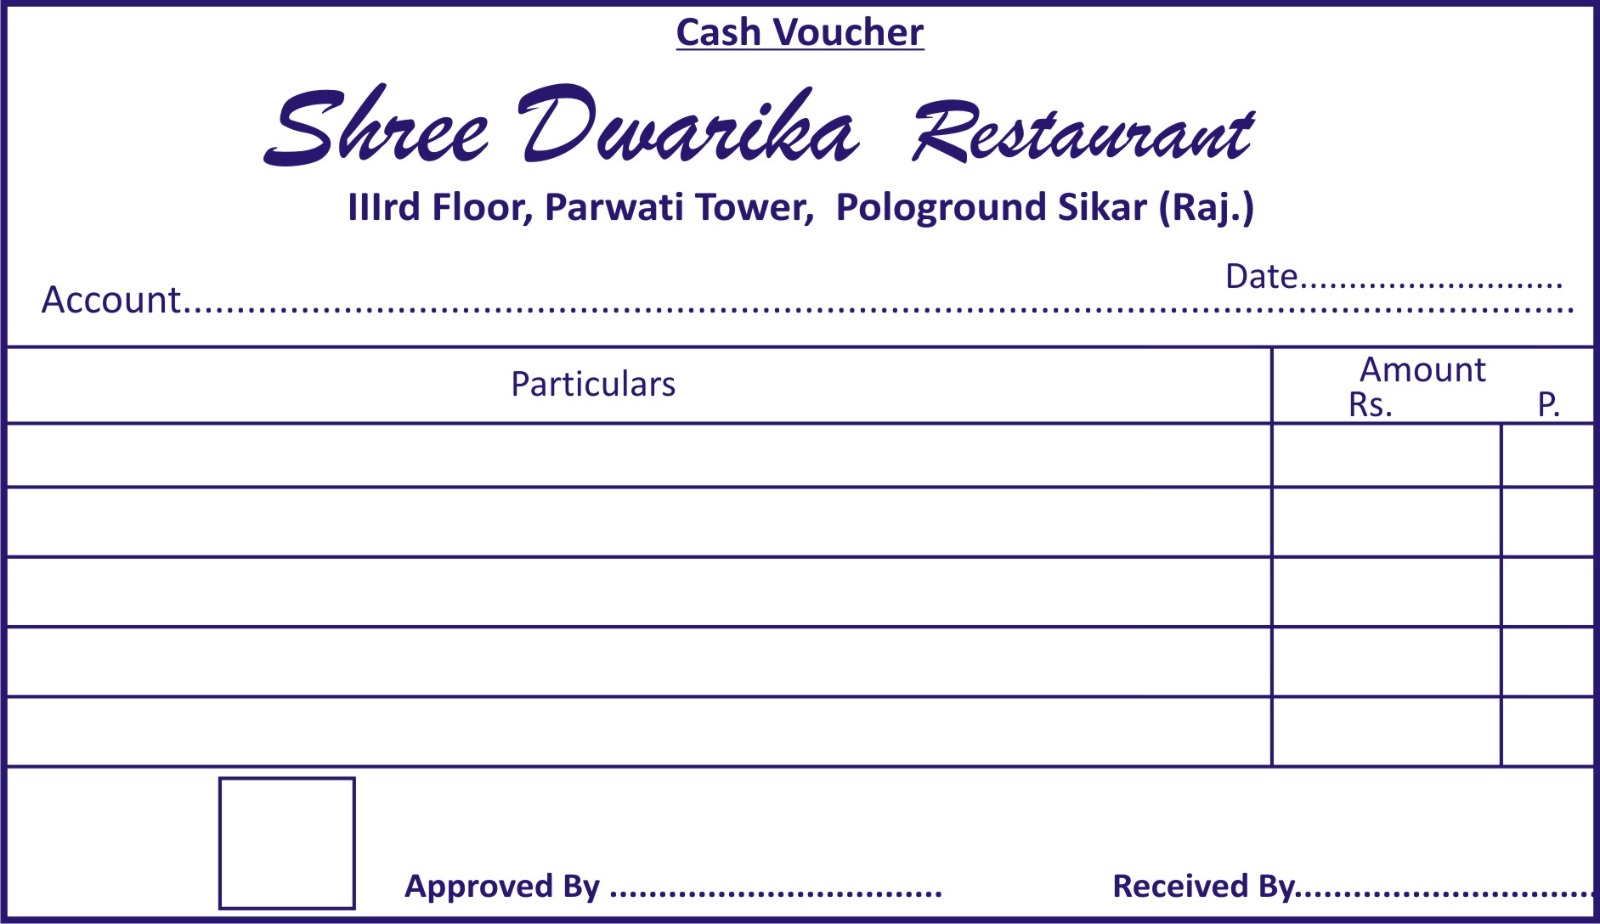 Cash Voucher
Shree Dwarika Restaurant
IIIrd Floor, Parwati Tower, Pologround Sikar (Raj.)
Date...........................
Account.......................................................................................................................................
Particulars
Amount
Rs. P.
Approved By ..................................
Received By...............................